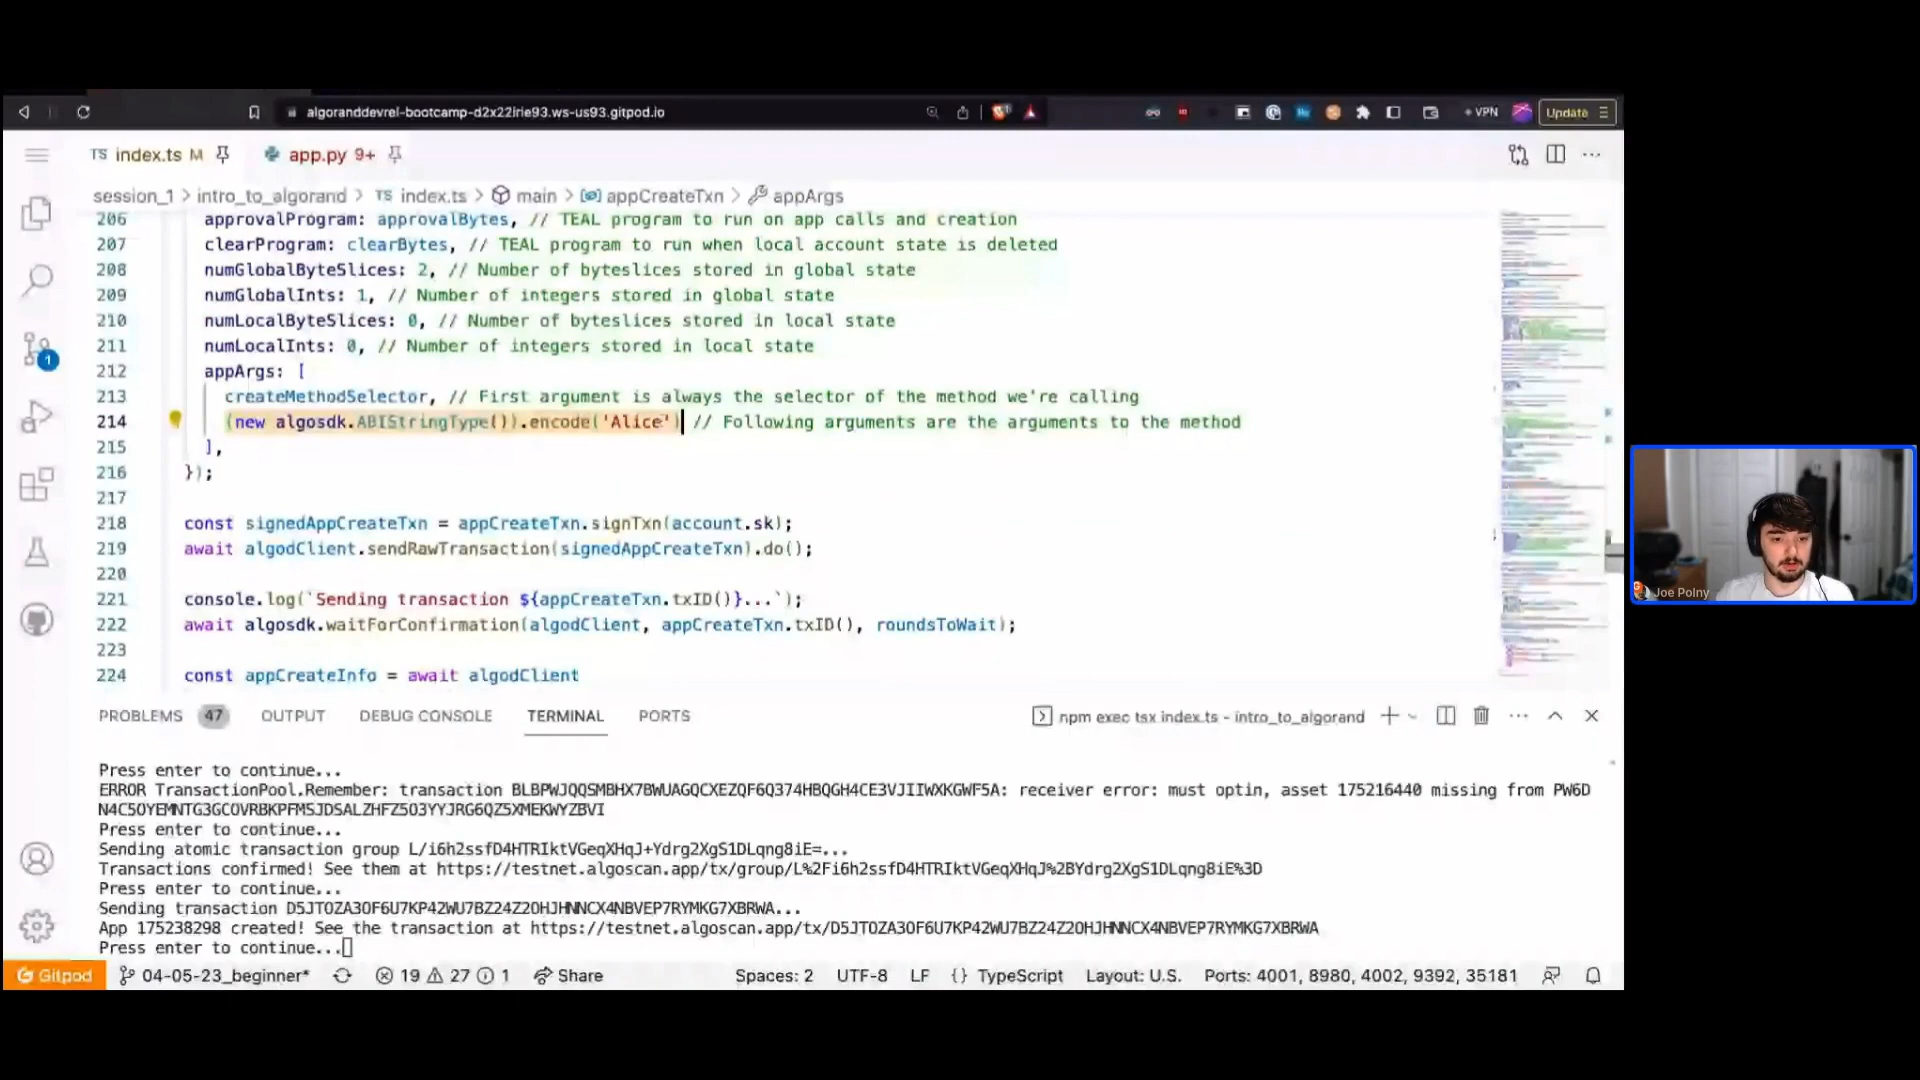 algoranddevrel-bootcamp-d2x22irie93.ws-us93.gitpod.io
VPN
Update
TS index.ts M
app.py 9+
session_1 > intro_to_algorand > TS index.ts > main > appCreateTxn > appArgs
206 approvalProgram: approvalBytes, // TEAL program to run on app calls and creation
207 clearProgram: clearBytes, // TEAL program to run when local account state is deleted
208 numGlobalByteSlices: 2, // Number of byteslices stored in global state
209 numGlobalInts: 1, // Number of integers stored in global state
210 numLocalByteSlices: 0, // Number of byteslices stored in local state
211 numLocalInts: 0, // Number of integers stored in local state
212 appArgs: [
213 createMethodSelector, // First argument is always the selector of the method we're calling
214 (new algosdk.ABIStringType()).encode('Alice') // Following arguments are the arguments to the method
215 ],
216 });
217
218 const signedAppCreateTxn = appCreateTxn.signTxn(account.sk);
219 await algodClient.sendRawTransaction(signedAppCreateTxn).do();
220
221 console.log(`Sending transaction ${appCreateTxn.txID()}...`);
222 await algosdk.waitForConfirmation(algodClient, appCreateTxn.txID(), roundsToWait);
223
224 const appCreateInfo = await algodClient
1
Joe Polny
PROBLEMS 47 OUTPUT DEBUG CONSOLE TERMINAL PORTS
npm exec tsx index.ts - intro_to_algorand
Press enter to continue...
ERROR TransactionPool.Remember: transaction BLBPWJQQSMBHX7BWUAGQCXEZQF6Q374HBQGH4CE3VJIIWXKGWF5A: receiver error: must optin, asset 175216440 missing from PW6D
N4C5OYEMNTG3GCOVRBKPFMSJDSALZHFZ5O3YYJRG6QZ5XMEKWYZBVI
Press enter to continue...
Sending atomic transaction group L/i6h2ssfD4HTRIktVGeqXHqJ+Ydrg2XgS1DLqng8iE=...
Transactions confirmed! See them at https://testnet.algoscan.app/tx/group/L%2Fi6h2ssfD4HTRIktVGeqXHqJ%2BYdrg2XgS1DLqng8iE%3D
Press enter to continue...
Sending transaction D5JTOZA3OF6U7KP42WU7BZ24Z2OHJHNNCX4NBVEP7RYMKG7XBRWA...
App 175238298 created! See the transaction at https://testnet.algoscan.app/tx/D5JTOZA3OF6U7KP42WU7BZ24Z2OHJHNNCX4NBVEP7RYMKG7XBRWA
Press enter to continue...
Gitpod 04-05-23_beginner* 19 27 1 Share Spaces: 2 UTF-8 LF {} TypeScript Layout: U.S. Ports: 4001, 8980, 4002, 9392, 35181